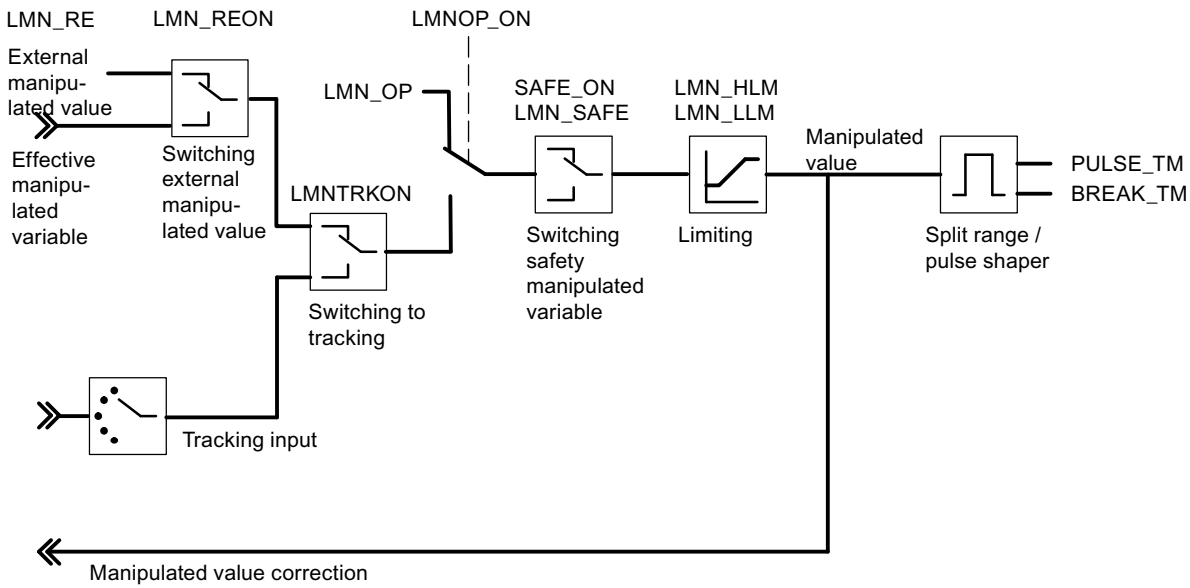 LMN_RE
LMN_REON
LMNOP_ON
External
manipu-
lated value
LMN_OP
SAFE_ON
LMN_SAFE
LMN_HLM
LMN_LLM
Manipulated
value
PULSE_TM
BREAK_TM
Effective
manipu-
lated
variable
Switching
external
manipu-
lated value
LMNTRKON
Switching
safety
manipulated
variable
Limiting
Split range /
pulse shaper
Switching to
tracking
Tracking input
Manipulated value correction